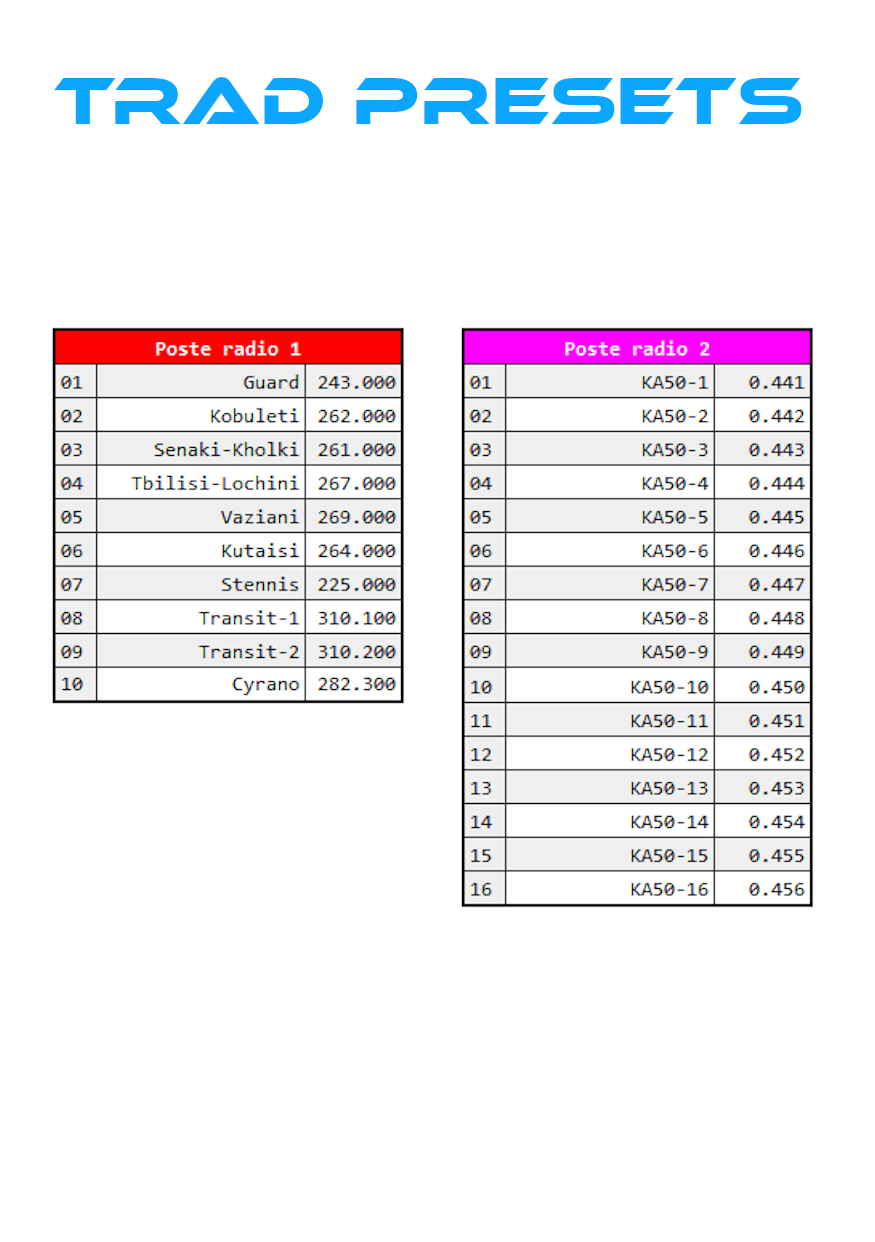 TRAD PRESETS
Poste radio 1
01 Guard 243.000
02 Kobuleti 262.000
03 Senaki-Kholki 261.000
04 Tbilisi-Lochini 267.000
05 Vaziani 269.000
06 Kutaisi 264.000
07 Stennis 225.000
08 Transit-1 310.100
09 Transit-2 310.200
10 Cyrano 282.300
Poste radio 2
01 KA50-1 0.441
02 KA50-2 0.442
03 KA50-3 0.443
04 KA50-4 0.444
05 KA50-5 0.445
06 KA50-6 0.446
07 KA50-7 0.447
08 KA50-8 0.448
09 KA50-9 0.449
10 KA50-10 0.450
11 KA50-11 0.451
12 KA50-12 0.452
13 KA50-13 0.453
14 KA50-14 0.454
15 KA50-15 0.455
16 KA50-16 0.456